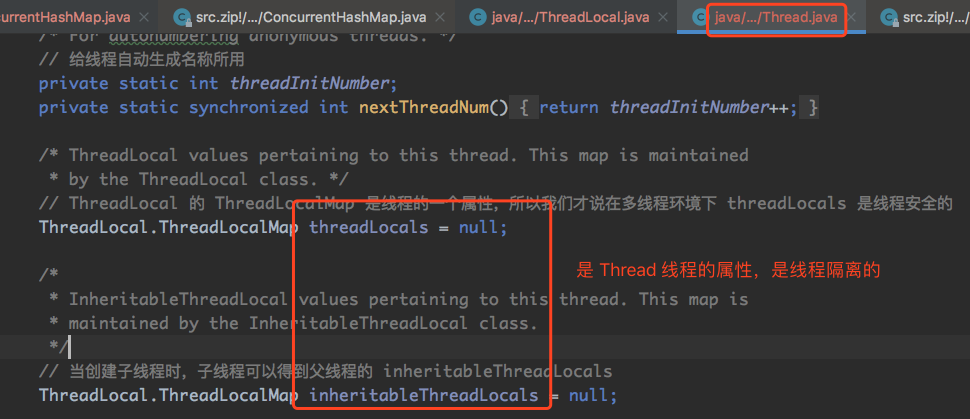 ncurrentHashMap.java × src.zip!/.../ConcurrentHashMap.java × java/.../ThreadLocal.java × java/.../Thread.java × src.zip!/.../
/* For autonumbering anonymous threads. */
// 给线程自动生成名称所用
private static int threadInitNumber;
private static synchronized int nextThreadNum() { return threadInitNumber++; }
/* ThreadLocal values pertaining to this thread. This map is maintained
* by the ThreadLocal class. */
// ThreadLocal 的 ThreadLocalMap 是线程的一个属性，所以我们才说在多线程环境下 threadLocals 是线程安全的
ThreadLocal.ThreadLocalMap threadLocals = null;
是 Thread 线程的属性，是线程隔离的
/*
* InheritableThreadLocal values pertaining to this thread. This map is
* maintained by the InheritableThreadLocal class.
*/
// 当创建子线程时，子线程可以得到父线程的 inheritableThreadLocals
ThreadLocal.ThreadLocalMap inheritableThreadLocals = null;